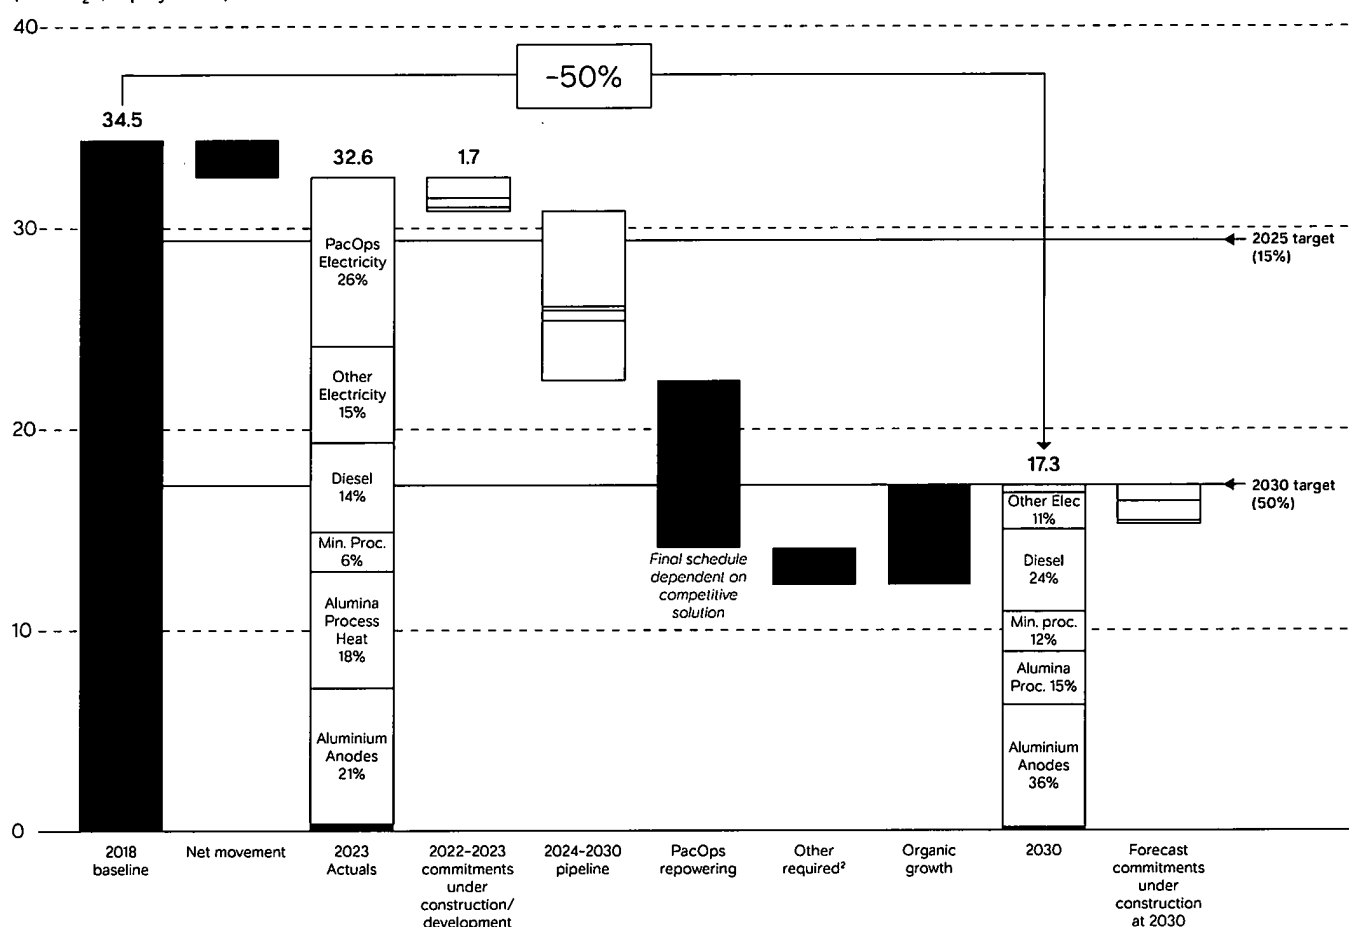 40
-50%
34.5
32.6
1.7
30
PacOps
Electricity
26%
2025 target
(15%)
Other
Electricity
15%
20
Diesel
14%
17.3
2030 target
(50%)
Other Elec
11%
Min. Proc.
6%
Final schedule
dependent on
competitive
solution
Diesel
24%
Alumina
Process
Heat
18%
10
Min. proc.
12%
Alumina
Proc. 15%
Aluminium
Anodes
21%
Aluminium
Anodes
36%
0
2018
baseline
Net movement
2023
Actuals
2022-2023
commitments
under
construction/
development
2024-2030
pipeline
PacOps
repowering
Other
required²
Organic
growth
2030
Forecast
commitments
under
construction
at 2030